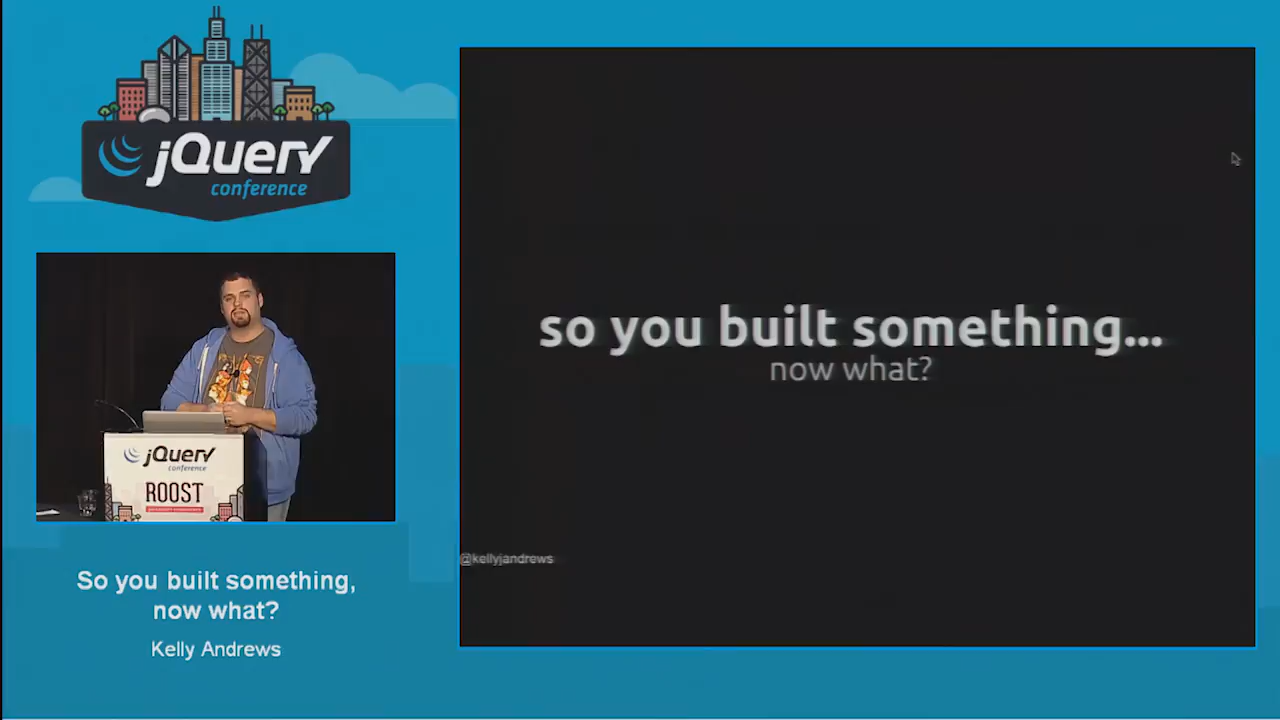 jQuery
conference
jQuery
conference
ROOST
So you built something,
now what?
Kelly Andrews
so you built something...
now what?
@kellyjandrews